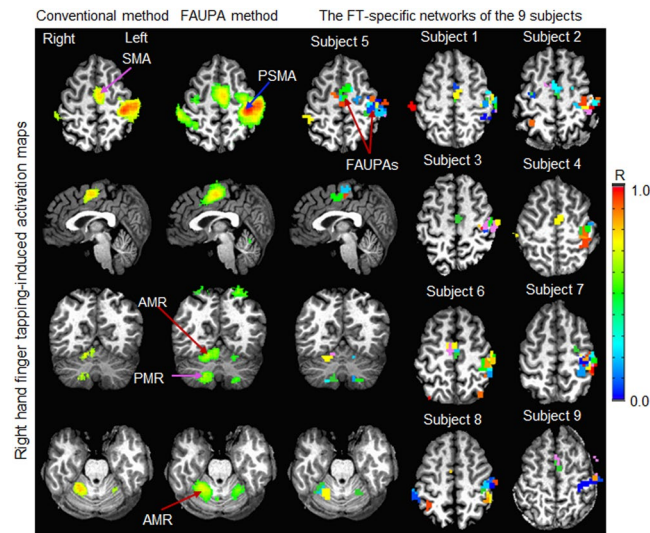 Conventional method FAUPA method The FT-specific networks of the 9 subjects
Right Left Subject 5 Subject 1 Subject 2
SMA
PSMA
FAUPAs
Subject 3 Subject 4
R
1.0
AMR
Subject 6 Subject 7
PMR
0.0
Subject 8 Subject 9
AMR
Right hand finger tapping-induced activation maps